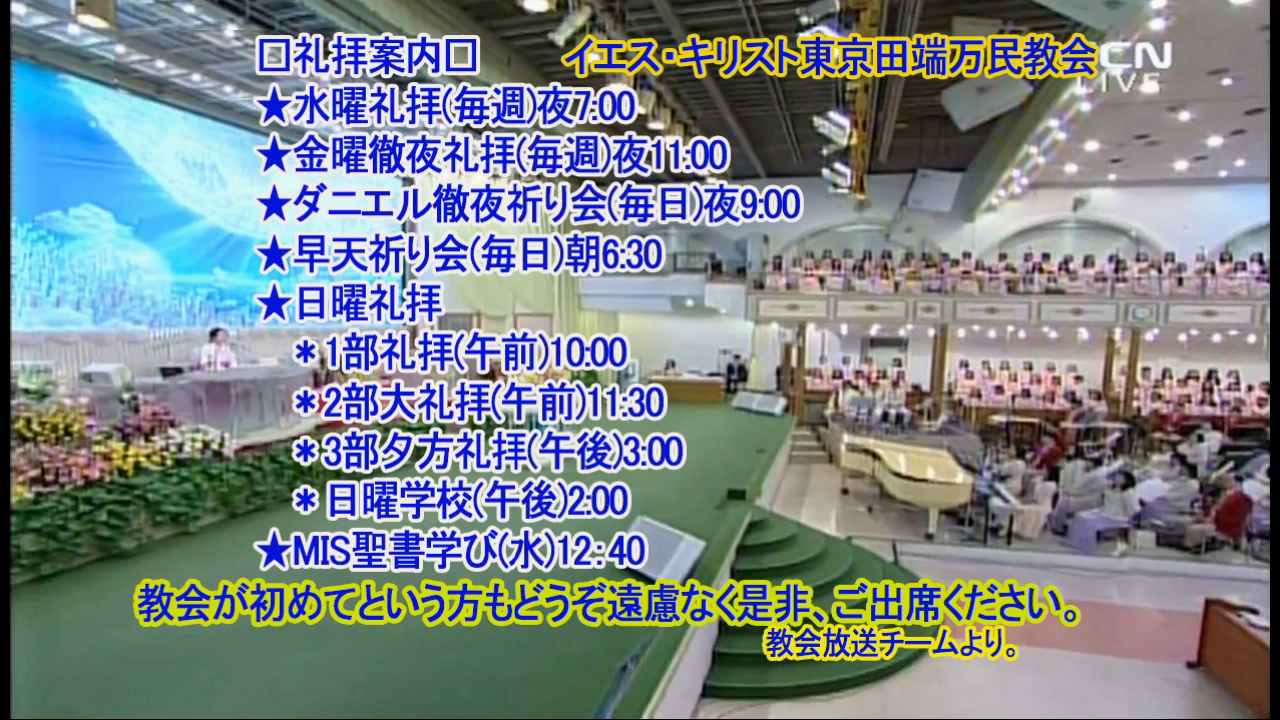 □礼拝案内□ イエス・キリスト東京田端万民教会
CN
LIVE
★水曜礼拝(毎週)夜7:00
★金曜徹夜礼拝(毎週)夜11:00
★ダニエル徹夜祈り会(毎日)夜9:00
★早天祈り会(毎日)朝6:30
★日曜礼拝
＊1部礼拝(午前)10:00
＊2部大礼拝(午前)11:30
＊3部夕方礼拝(午後)3:00
＊日曜学校(午後)2:00
★MIS聖書学び(水)12:40
教会が初めてという方もどうぞ遠慮なく是非、ご出席ください。
教会放送チームより。